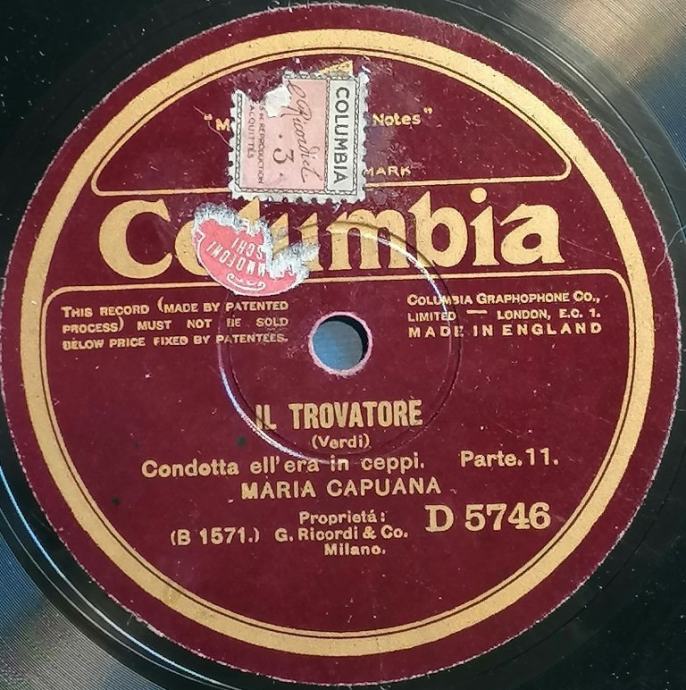 "M Notes"
COLUMBIA
Ricordi
. 3 .
REPRODUCTION
ACQUITTÉS
MARK
Columbia
THIS RECORD (MADE BY PATENTED
PROCESS) MUST NOT BE SOLD
BELOW PRICE FIXED BY PATENTEES.
COLUMBIA GRAPHOPHONE CO.,
LIMITED — LONDON, E.C. 1.
MADE IN ENGLAND
IL TROVATORE
(Verdi)
Condotta ell'era in ceppi. Parte.11.
MARIA CAPUANA
Proprietá:
(B 1571.) G. Ricordi & Co. D 5746
Milano.